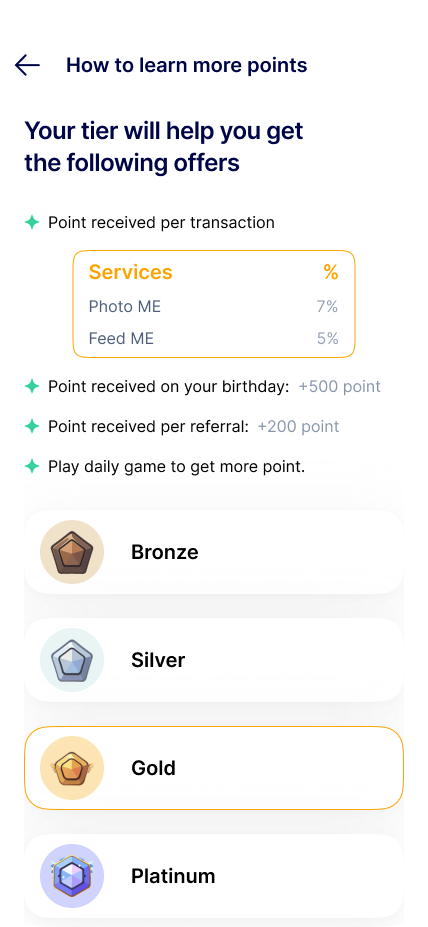 How to learn more points
Your tier will help you get
the following offers
Point received per transaction
Services %
Photo ME 7%
Feed ME 5%
Point received on your birthday: +500 point
Point received per referral: +200 point
Play daily game to get more point.
Bronze
Silver
Gold
Platinum